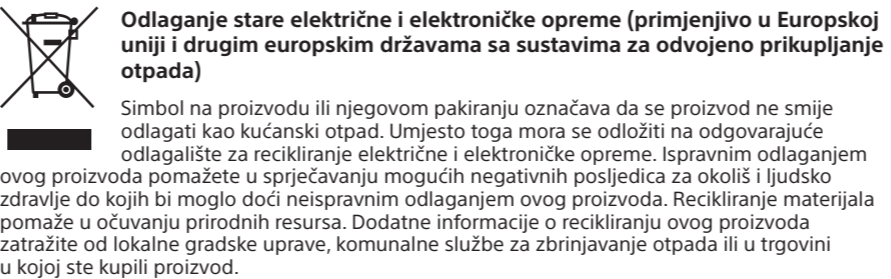 Odlaganje stare električne i elektroničke opreme (primjenjivo u Europskoj
uniji i drugim europskim državama sa sustavima za odvojeno prikupljanje
otpada)
Simbol na proizvodu ili njegovom pakiranju označava da se proizvod ne smije
odlagati kao kućanski otpad. Umjesto toga mora se odložiti na odgovarajuće
odlagalište za recikliranje električne i elektroničke opreme. Ispravnim odlaganjem
ovog proizvoda pomažete u sprječavanju mogućih negativnih posljedica za okoliš i ljudsko
zdravlje do kojih bi moglo doći neispravnim odlaganjem ovog proizvoda. Recikliranje materijala
pomaže u očuvanju prirodnih resursa. Dodatne informacije o recikliranju ovog proizvoda
zatražite od lokalne gradske uprave, komunalne službe za zbrinjavanje otpada ili u trgovini
u kojoj ste kupili proizvod.